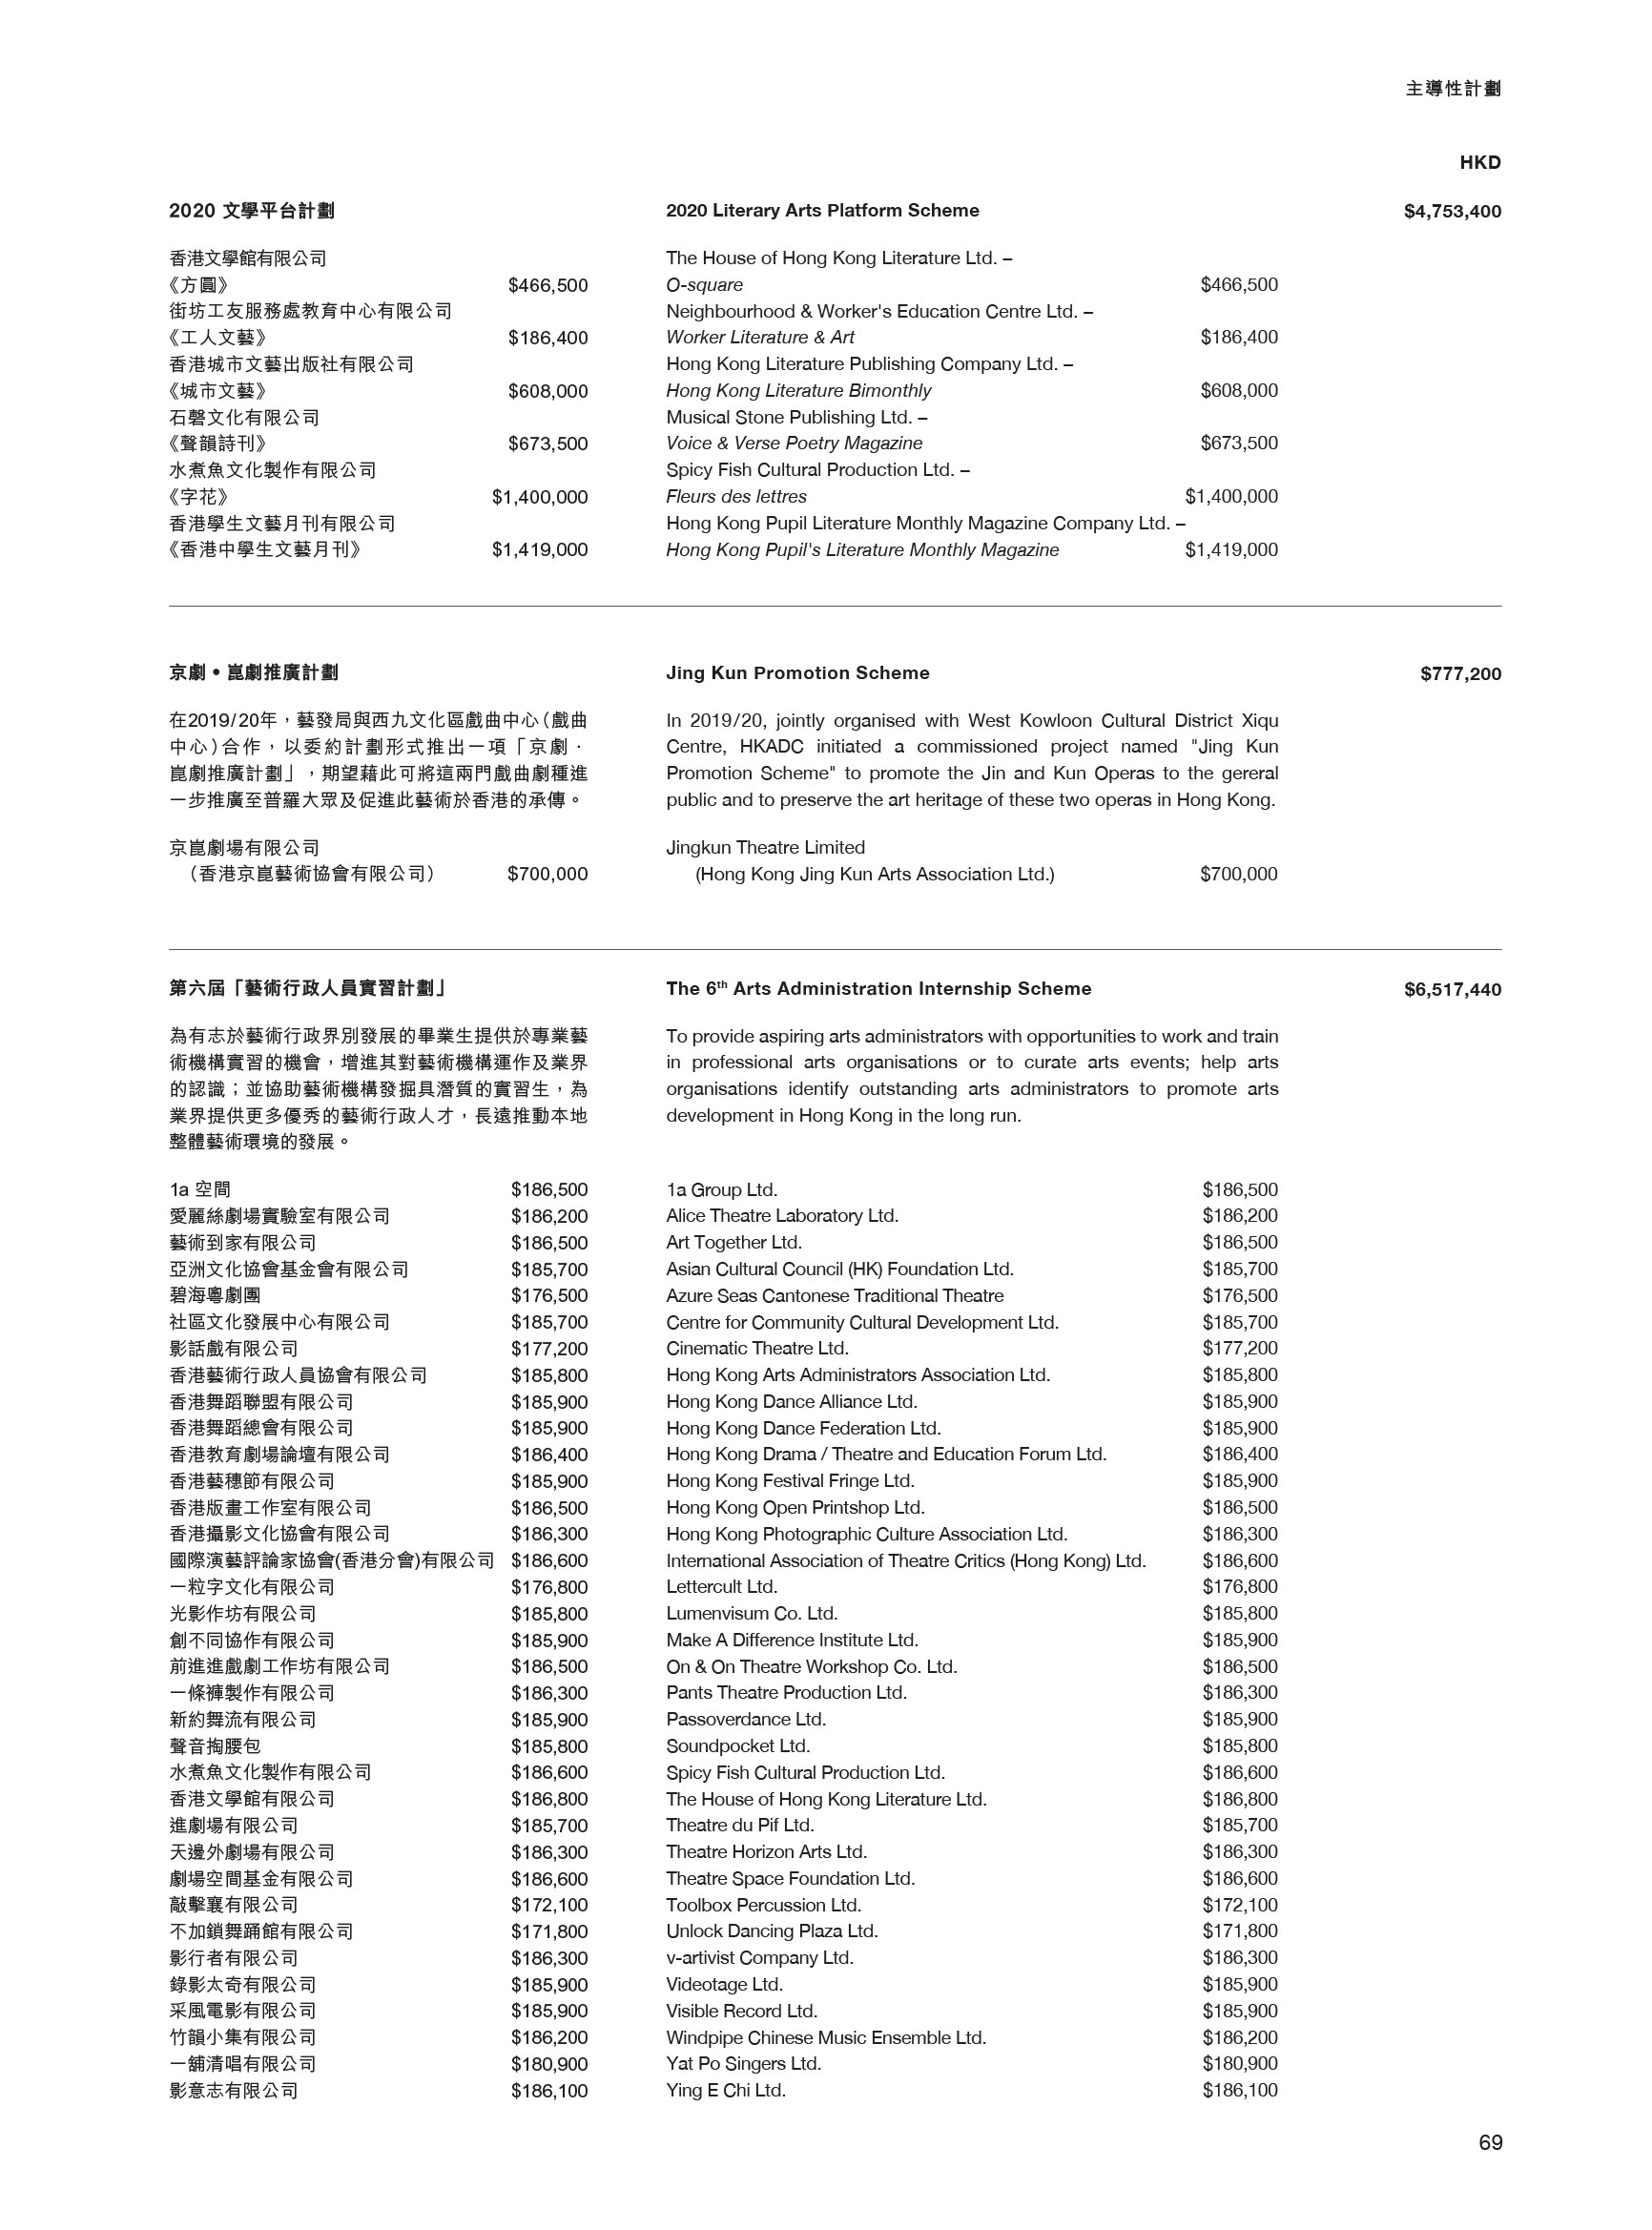 主導性計劃
HKD
2020 文學平台計劃
2020 Literary Arts Platform Scheme
$4,753,400
香港文學館有限公司
《方圓》 $466,500
街坊工友服務處教育中心有限公司
《工人文藝》 $186,400
香港城市文藝出版社有限公司
《城市文藝》 $608,000
石磬文化有限公司
《聲韻詩刊》 $673,500
水煮魚文化製作有限公司
《字花》 $1,400,000
香港學生文藝月刊有限公司
《香港中學生文藝月刊》 $1,419,000
The House of Hong Kong Literature Ltd. –
O-square $466,500
Neighbourhood & Worker's Education Centre Ltd. –
Worker Literature & Art $186,400
Hong Kong Literature Publishing Company Ltd. –
Hong Kong Literature Bimonthly $608,000
Musical Stone Publishing Ltd. –
Voice & Verse Poetry Magazine $673,500
Spicy Fish Cultural Production Ltd. –
Fleurs des lettres $1,400,000
Hong Kong Pupil Literature Monthly Magazine Company Ltd. –
Hong Kong Pupil's Literature Monthly Magazine $1,419,000
京劇•崑劇推廣計劃
Jing Kun Promotion Scheme
$777,200
在2019/20年，藝發局與西九文化區戲曲中心（戲曲
中心）合作，以委約計劃形式推出一項「京劇．
崑劇推廣計劃」，期望藉此可將這兩門戲曲劇種進
一步推廣至普羅大眾及促進此藝術於香港的承傳。
京崑劇場有限公司
（香港京崑藝術協會有限公司） $700,000
In 2019/20, jointly organised with West Kowloon Cultural District Xiqu
Centre, HKADC initiated a commissioned project named "Jing Kun
Promotion Scheme" to promote the Jin and Kun Operas to the gereral
public and to preserve the art heritage of these two operas in Hong Kong.
Jingkun Theatre Limited
(Hong Kong Jing Kun Arts Association Ltd.) $700,000
第六屆「藝術行政人員實習計劃」
The 6th Arts Administration Internship Scheme
$6,517,440
為有志於藝術行政界別發展的畢業生提供於專業藝
術機構實習的機會，增進其對藝術機構運作及業界
的認識；並協助藝術機構發掘具潛質的實習生，為
業界提供更多優秀的藝術行政人才，長遠推動本地
整體藝術環境的發展。
To provide aspiring arts administrators with opportunities to work and train
in professional arts organisations or to curate arts events; help arts
organisations identify outstanding arts administrators to promote arts
development in Hong Kong in the long run.
1a 空間 $186,500
愛麗絲劇場實驗室有限公司 $186,200
藝術到家有限公司 $186,500
亞洲文化協會基金會有限公司 $185,700
碧海粵劇團 $176,500
社區文化發展中心有限公司 $185,700
影話戲有限公司 $177,200
香港藝術行政人員協會有限公司 $185,800
香港舞蹈聯盟有限公司 $185,900
香港舞蹈總會有限公司 $185,900
香港教育劇場論壇有限公司 $186,400
香港藝穗節有限公司 $185,900
香港版畫工作室有限公司 $186,500
香港攝影文化協會有限公司 $186,300
國際演藝評論家協會(香港分會)有限公司 $186,600
一粒字文化有限公司 $176,800
光影作坊有限公司 $185,800
創不同協作有限公司 $185,900
前進進戲劇工作坊有限公司 $186,500
一條褲製作有限公司 $186,300
新約舞流有限公司 $185,900
聲音掏腰包 $185,800
水煮魚文化製作有限公司 $186,600
香港文學館有限公司 $186,800
進劇場有限公司 $185,700
天邊外劇場有限公司 $186,300
劇場空間基金有限公司 $186,600
敲擊襄有限公司 $172,100
不加鎖舞踊館有限公司 $171,800
影行者有限公司 $186,300
錄影太奇有限公司 $185,900
采風電影有限公司 $185,900
竹韻小集有限公司 $186,200
一舖清唱有限公司 $180,900
影意志有限公司 $186,100
1a Group Ltd. $186,500
Alice Theatre Laboratory Ltd. $186,200
Art Together Ltd. $186,500
Asian Cultural Council (HK) Foundation Ltd. $185,700
Azure Seas Cantonese Traditional Theatre $176,500
Centre for Community Cultural Development Ltd. $185,700
Cinematic Theatre Ltd. $177,200
Hong Kong Arts Administrators Association Ltd. $185,800
Hong Kong Dance Alliance Ltd. $185,900
Hong Kong Dance Federation Ltd. $185,900
Hong Kong Drama / Theatre and Education Forum Ltd. $186,400
Hong Kong Festival Fringe Ltd. $185,900
Hong Kong Open Printshop Ltd. $186,500
Hong Kong Photographic Culture Association Ltd. $186,300
International Association of Theatre Critics (Hong Kong) Ltd. $186,600
Lettercult Ltd. $176,800
Lumenvisum Co. Ltd. $185,800
Make A Difference Institute Ltd. $185,900
On & On Theatre Workshop Co. Ltd. $186,500
Pants Theatre Production Ltd. $186,300
Passoverdance Ltd. $185,900
Soundpocket Ltd. $185,800
Spicy Fish Cultural Production Ltd. $186,600
The House of Hong Kong Literature Ltd. $186,800
Theatre du Pif Ltd. $185,700
Theatre Horizon Arts Ltd. $186,300
Theatre Space Foundation Ltd. $186,600
Toolbox Percussion Ltd. $172,100
Unlock Dancing Plaza Ltd. $171,800
v-artivist Company Ltd. $186,300
Videotage Ltd. $185,900
Visible Record Ltd. $185,900
Windpipe Chinese Music Ensemble Ltd. $186,200
Yat Po Singers Ltd. $180,900
Ying E Chi Ltd. $186,100
69